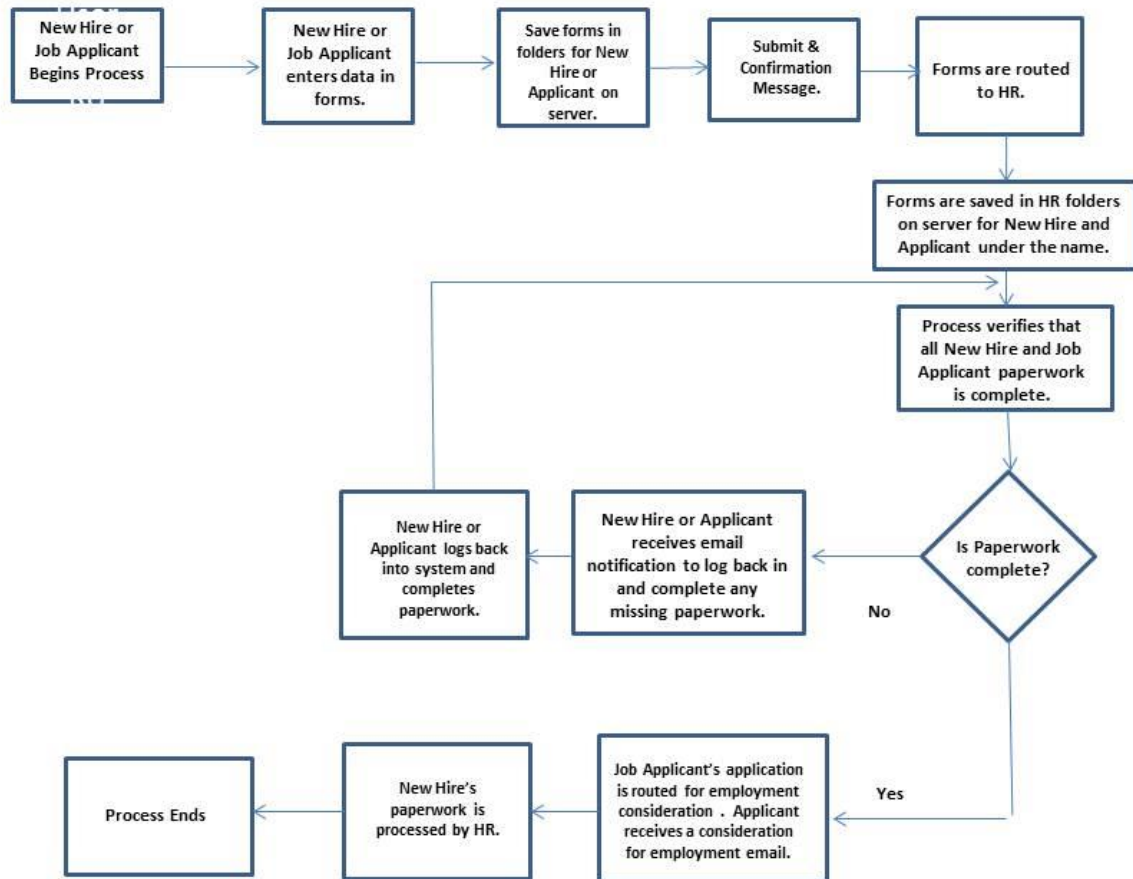 New Hire or
Job Applicant
Begins Process
New Hire or
Job Applicant
enters data in
forms.
Save forms in
folders for New
Hire or
Applicant on
server.
Submit &
Confirmation
Message.
Forms are routed
to HR.
Forms are saved in HR folders
on server for New Hire and
Applicant under the name.
Process verifies that
all New Hire and Job
Applicant paperwork
is complete.
Is Paperwork
complete?
No
New Hire or Applicant
receives email
notification to log back in
and complete any
missing paperwork.
New Hire or
Applicant logs back
into system and
completes
paperwork.
Yes
Job Applicant's application
is routed for employment
consideration . Applicant
receives a consideration
for employment email.
New Hire's
paperwork is
processed by HR.
Process Ends